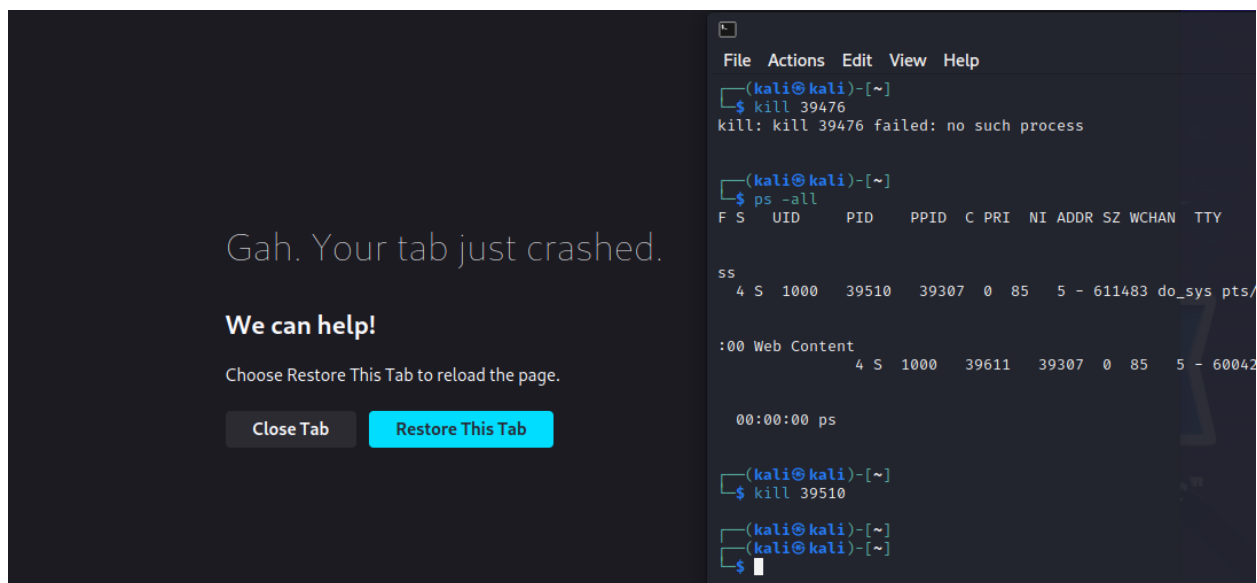 Gah. Your tab just crashed.
We can help!
Choose Restore This Tab to reload the page.
Close Tab Restore This Tab
File Actions Edit View Help
┌──(kali㉿kali)-[~]
└─$ kill 39476
kill: kill 39476 failed: no such process
┌──(kali㉿kali)-[~]
└─$ ps -all
F S UID PID PPID C PRI NI ADDR SZ WCHAN TTY
ss
4 S 1000 39510 39307 0 85 5 - 611483 do_sys pts/
:00 Web Content
4 S 1000 39611 39307 0 85 5 - 60042
00:00:00 ps
┌──(kali㉿kali)-[~]
└─$ kill 39510
┌──(kali㉿kali)-[~]
┌──(kali㉿kali)-[~]
└─$